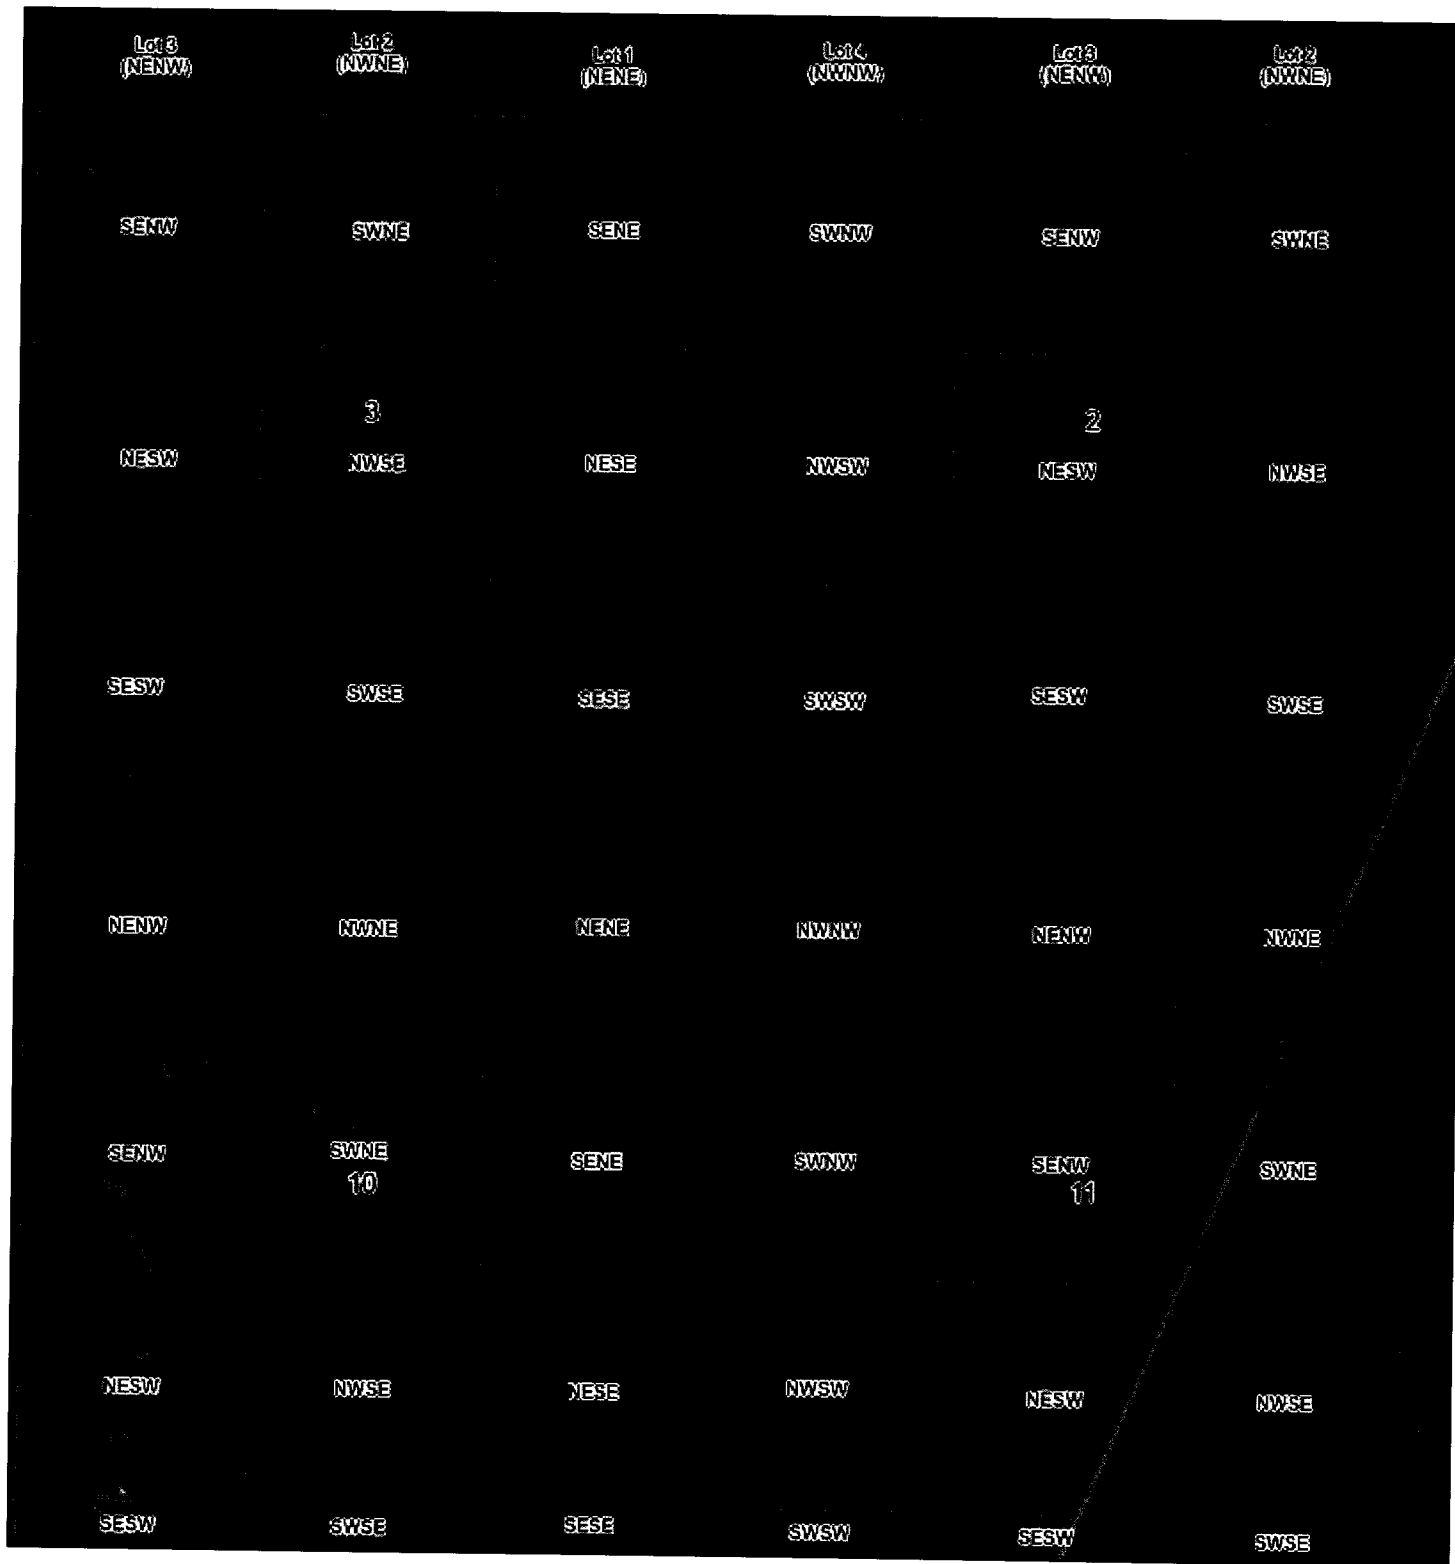 Lot 3 Lot 2 Lot 1 Lot 4 Lot 3 Lot 2
(NENW) (NWNE) (NENE) (NWNW) (NENW) (NWNE)
SENW SWNE SENE SWNW SENW SWNE
3 2
NESW NWSE NESE NWSW NESW NWSE
SESW SWSE SESE SWSW SESW SWSE
NENW NWNE NENE NWNW NENW NWNE
SENW SWNE SENE SWNW SENW SWNE
10 11
NESW NWSE NESE NWSW NESW NWSE
SESW SWSE SESE SWSW SESW SWSE